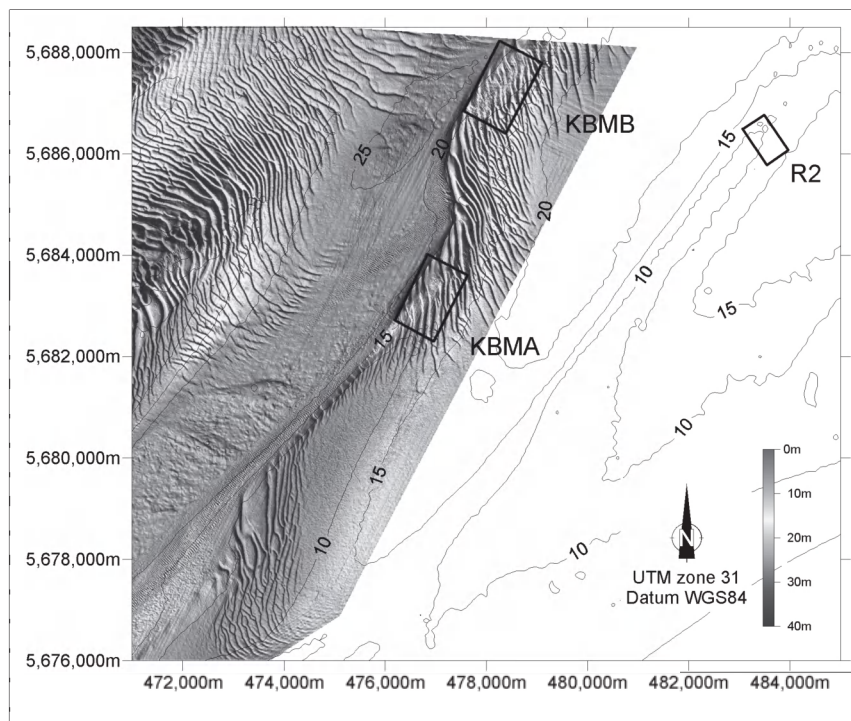 5,688,000m
5,686,000m
5,684,000m
5,682,000m
5,680,000m
5,678,000m
5,676,000m
25
20
KBMB
20
15
KBMA
15
10
15
10
R2
15
10
10
0m
10m
20m
30m
40m
N
UTM zone 31
Datum WGS84
472,000m 474,000m 476,000m 478,000m 480,000m 482,000m 484,000m